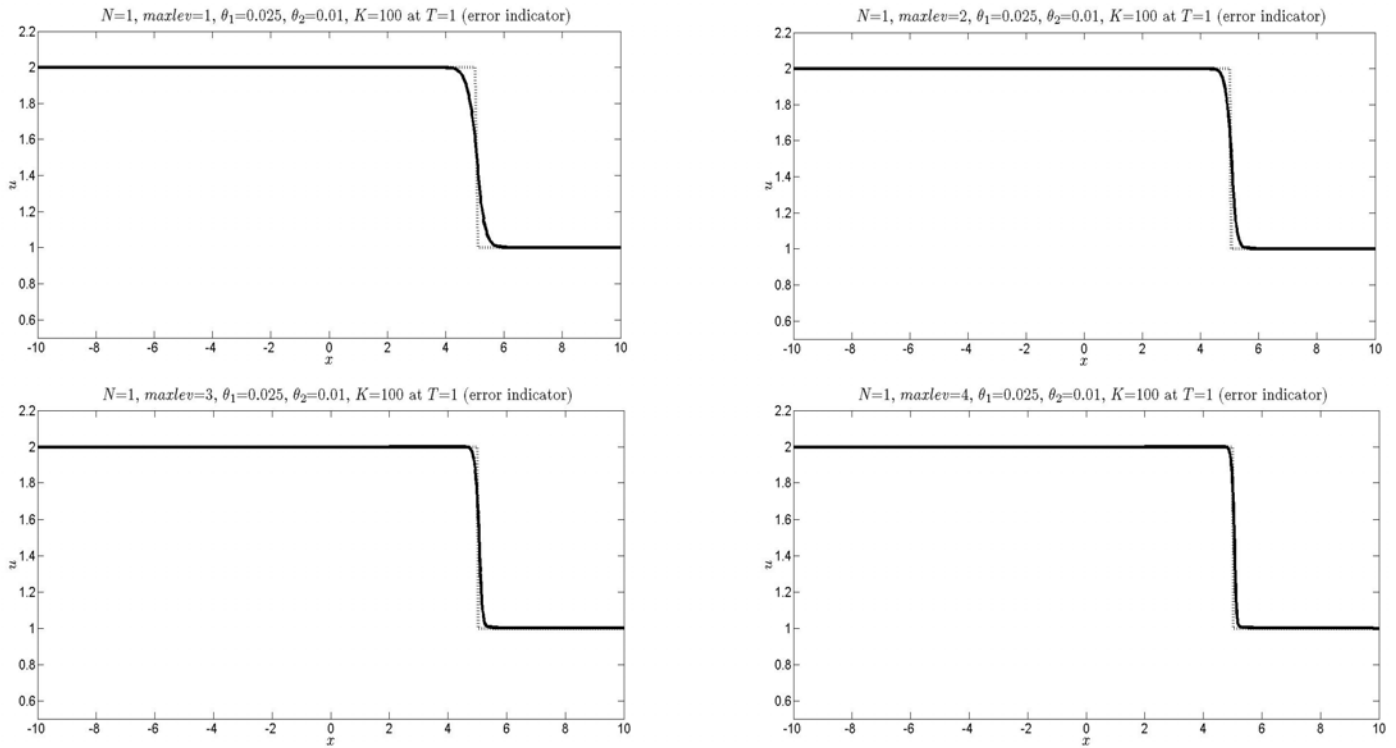 N=1, maxlev=1, θ₁=0.025, θ₂=0.01, K=100 at T=1 (error indicator)
2.2
2
1.8
1.6
1.4
1.2
1
0.8
0.6
u
-10 -8 -6 -4 -2 0 2 4 6 8 10
x
N=1, maxlev=2, θ₁=0.025, θ₂=0.01, K=100 at T=1 (error indicator)
2.2
2
1.8
1.6
1.4
1.2
1
0.8
0.6
u
-10 -8 -6 -4 -2 0 2 4 6 8 10
x
N=1, maxlev=3, θ₁=0.025, θ₂=0.01, K=100 at T=1 (error indicator)
2.2
2
1.8
1.6
1.4
1.2
1
0.8
0.6
u
-10 -8 -6 -4 -2 0 2 4 6 8 10
x
N=1, maxlev=4, θ₁=0.025, θ₂=0.01, K=100 at T=1 (error indicator)
2.2
2
1.8
1.6
1.4
1.2
1
0.8
0.6
u
-10 -8 -6 -4 -2 0 2 4 6 8 10
x